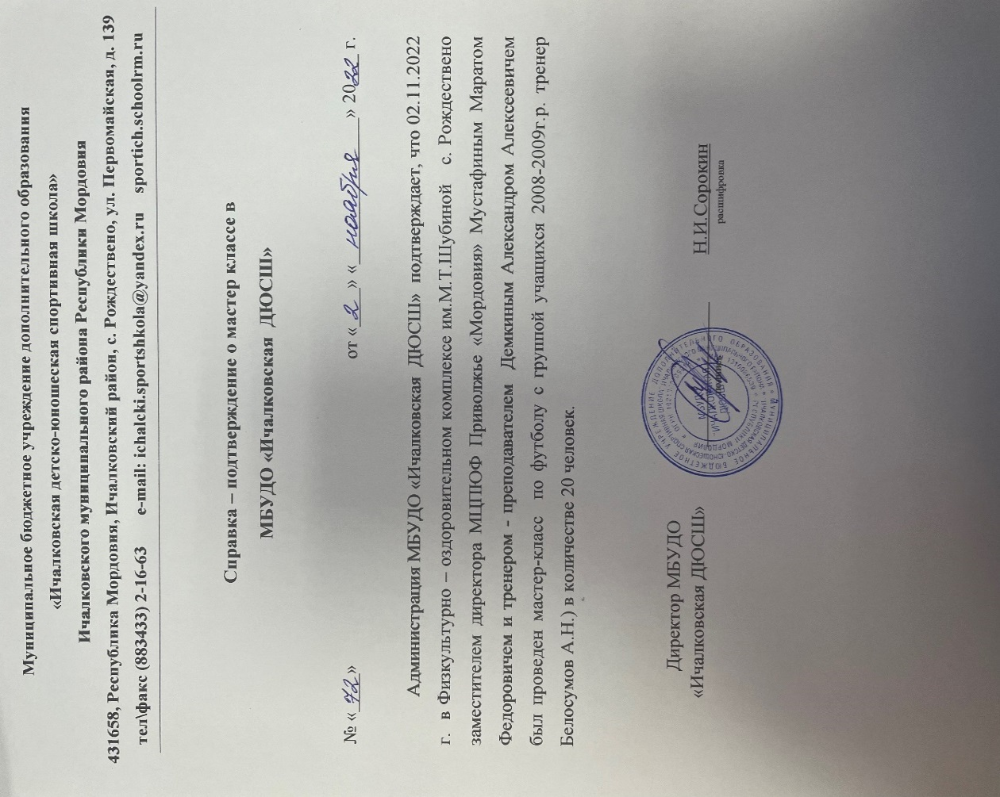 Муниципальное бюджетное учреждение дополнительного образования
«Ичалковская детско-юношеская спортивная школа»
Ичалковского муниципального района Республики Мордовия
431658, Республика Мордовия, Ичалковский район, с. Рождествено, ул. Первомайская, д. 139
тел\факс (883433) 2-16-63 e-mail: ichalcki.sportshkola@yandex.ru sportich.schoolrm.ru
Справка – подтверждение о мастер классе в
МБУДО «Ичалковская ДЮСШ»
№ « 72» от « 2 » « ноября » 2022 г.
Администрация МБУДО «Ичалковская ДЮСШ» подтверждает, что 02.11.2022
г. в Физкультурно – оздоровительном комплексе им.М.Т.Шубиной с. Рождествено
заместителем директора МЦПЮФ Приволжье «Мордовия» Мустафиным Маратом
Федоровичем и тренером - преподавателем Демкиным Александром Алексеевичем
был проведен мастер-класс по футболу с группой учащихся 2008-2009г.р. тренер
Белосумов А.Н.) в количестве 20 человек.
Директор МБУДО
«Ичалковская ДЮСШ» Н.И.Сорокин
расшифровка